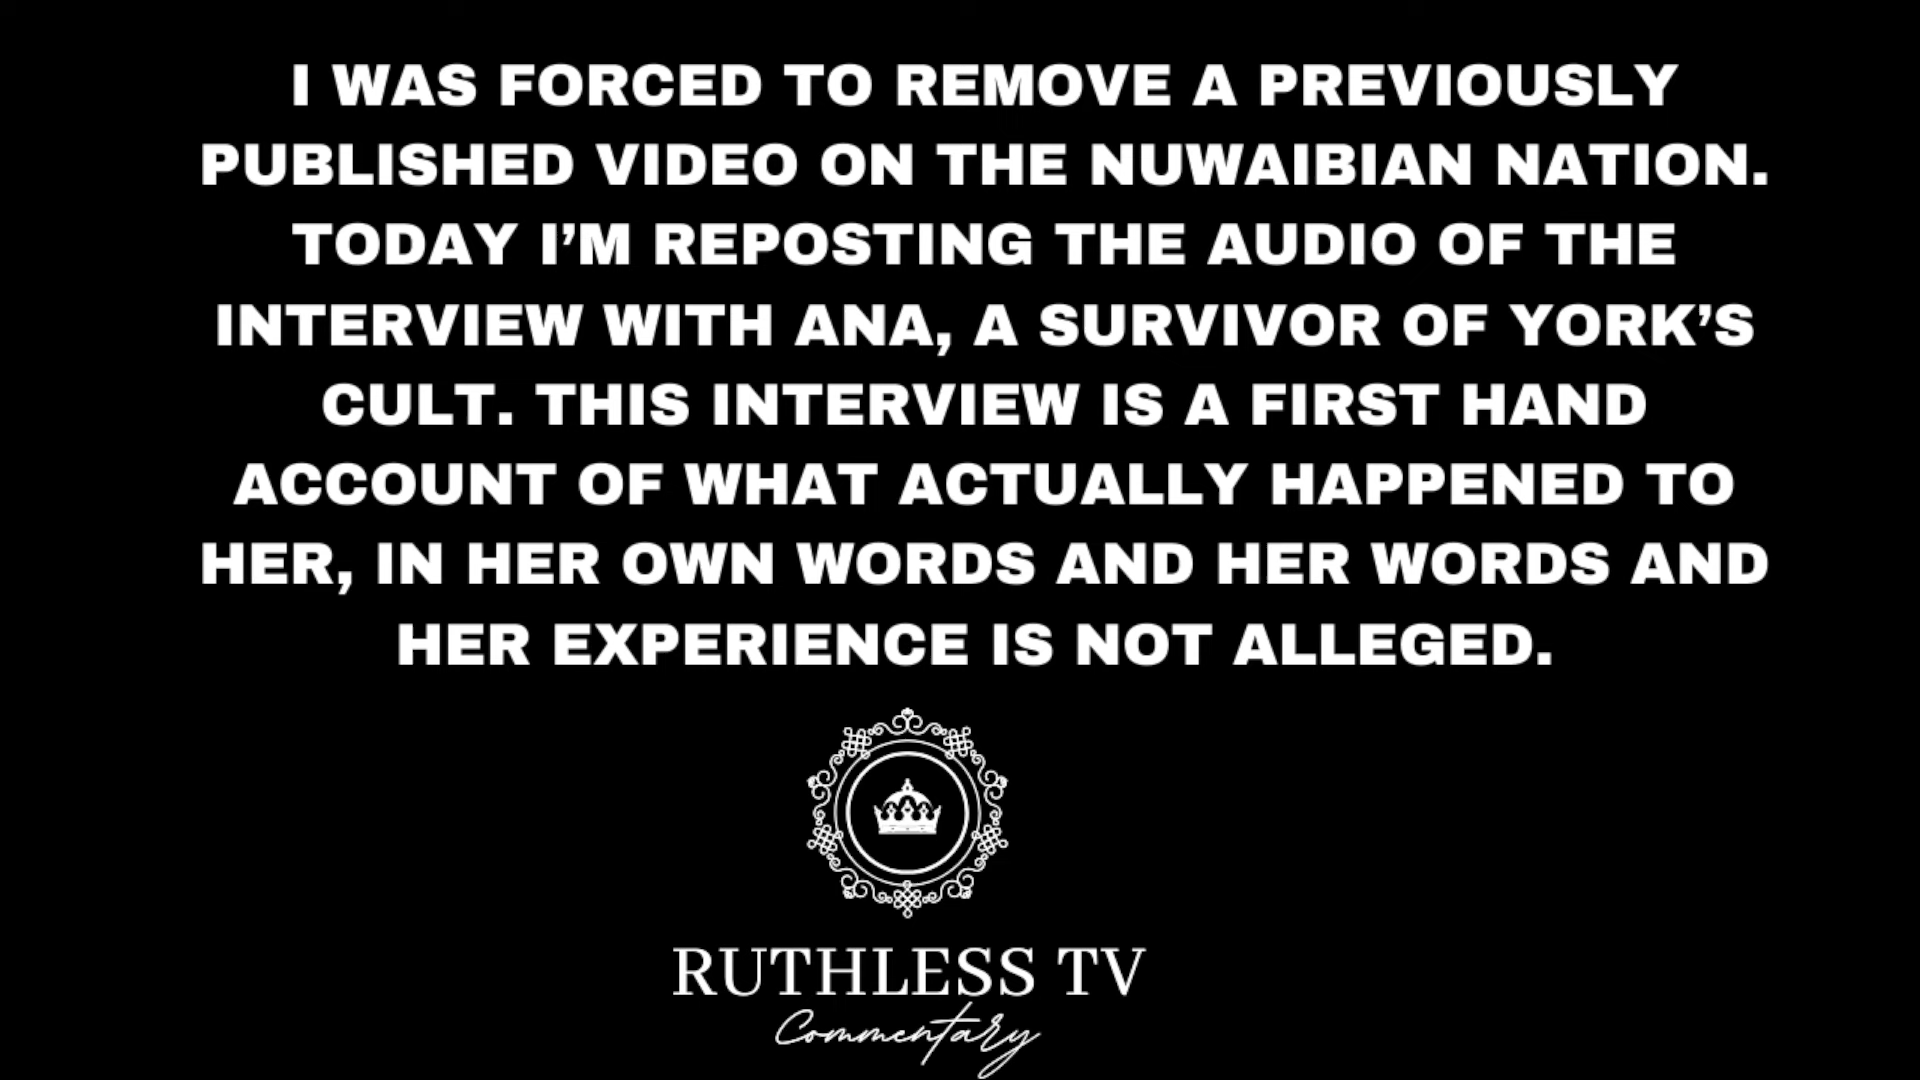 I WAS FORCED TO REMOVE A PREVIOUSLY
PUBLISHED VIDEO ON THE NUWAIBIAN NATION.
TODAY I’M REPOSTING THE AUDIO OF THE
INTERVIEW WITH ANA, A SURVIVOR OF YORK’S
CULT. THIS INTERVIEW IS A FIRST HAND
ACCOUNT OF WHAT ACTUALLY HAPPENED TO
HER, IN HER OWN WORDS AND HER WORDS AND
HER EXPERIENCE IS NOT ALLEGED.
RUTHLESS TV
Commentary